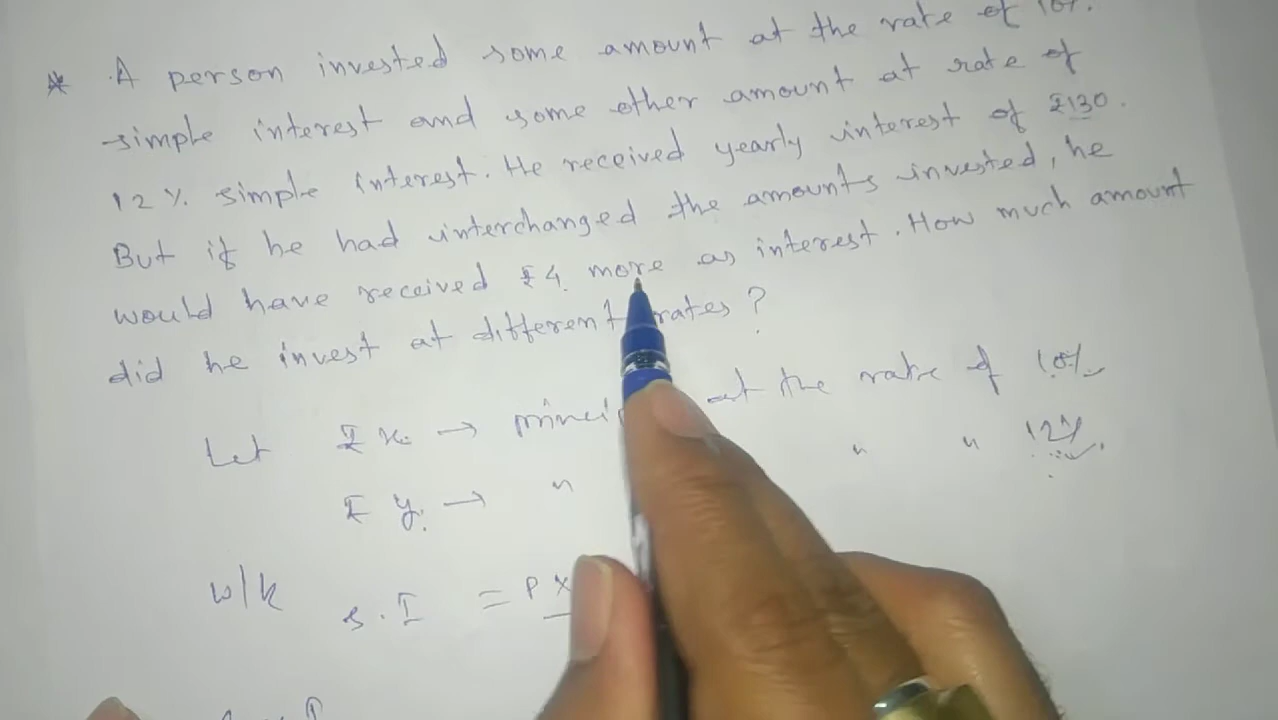 * A person invested some amount at the rate of 10%.
simple interest and some other amount at rate of
12% simple interest. He received yearly interest of ₹130.
But if he had interchanged the amounts invested, he
would have received ₹4 more as interest. How much amount
did he invest at different rates?
Let ₹ x → at the rate of 10%
₹ y → " " " 12%
w/k S.I = P ×